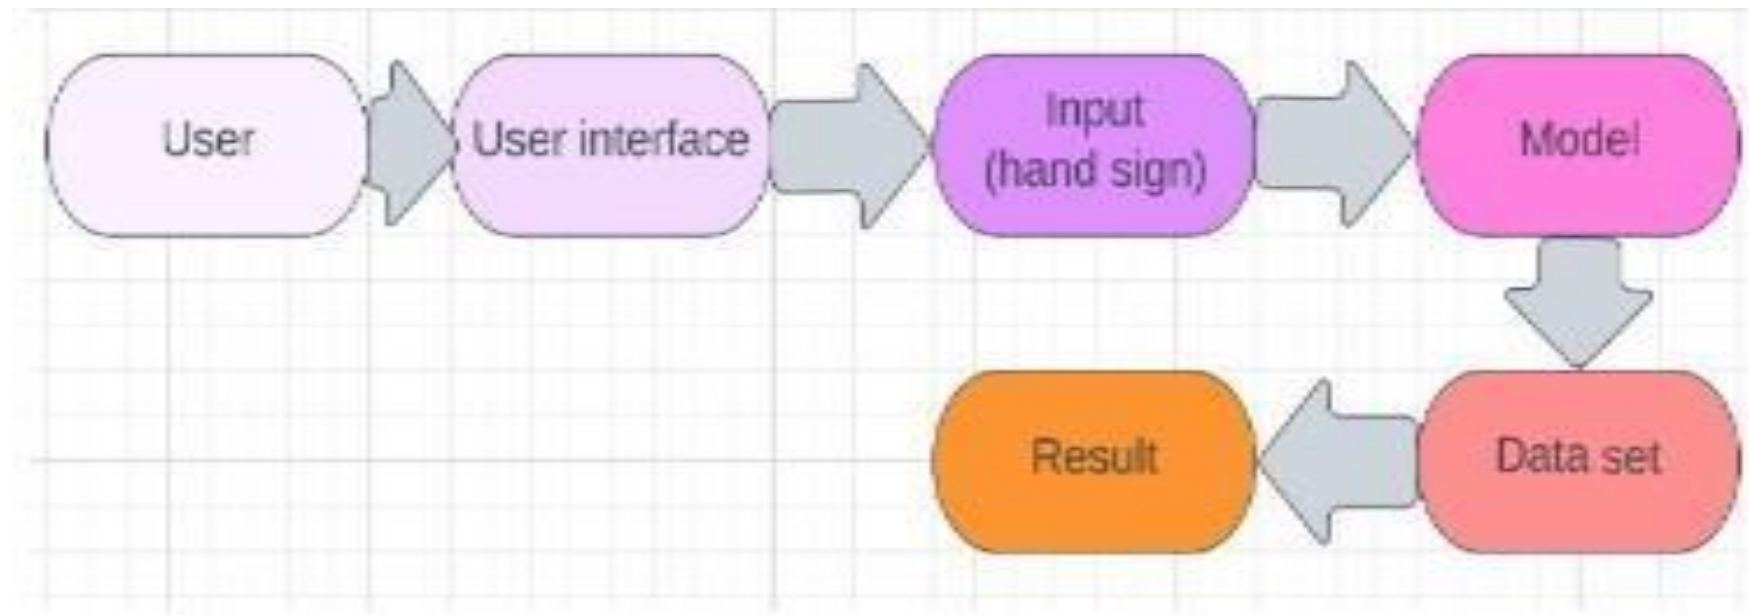 User
User interface
Input
(hand sign)
Model
Data set
Result